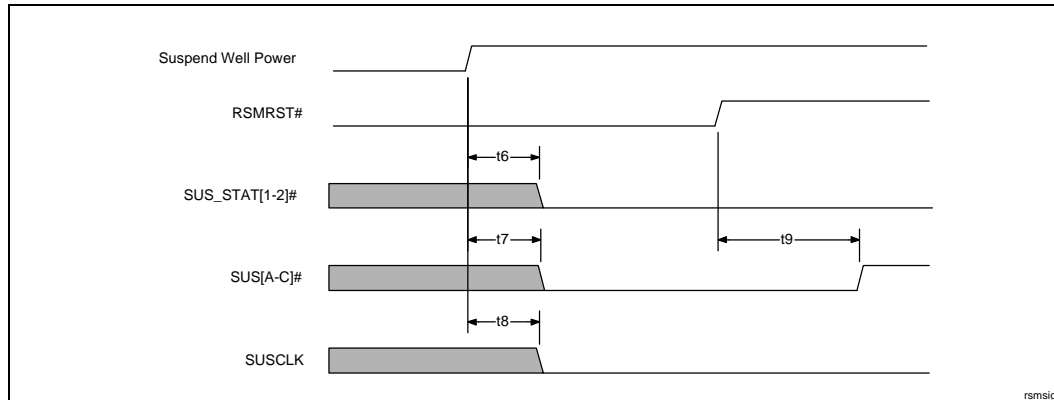 Suspend Well Power
RSMRST#
t6
SUS_STAT[1-2]#
t7
t9
SUS[A-C]#
t8
SUSCLK